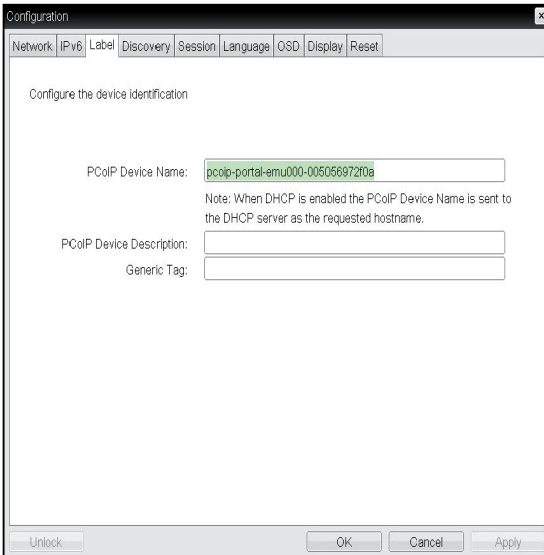 Configuration
Network IPv6 Label Discovery Session Language OSD Display Reset
Configure the device identification
PCoIP Device Name: pcoip-portal-emu000-005056972f0a
Note: When DHCP is enabled the PCoIP Device Name is sent to
the DHCP server as the requested hostname.
PCoIP Device Description:
Generic Tag:
Unlock OK Cancel Apply